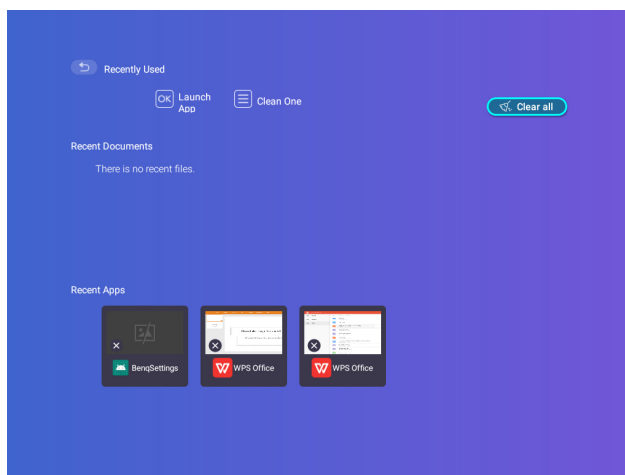 Recently Used
OK Launch App
Clean One
Clear all
Recent Documents
There is no recent files.
Recent Apps
BenqSettings
WPS Office
WPS Office